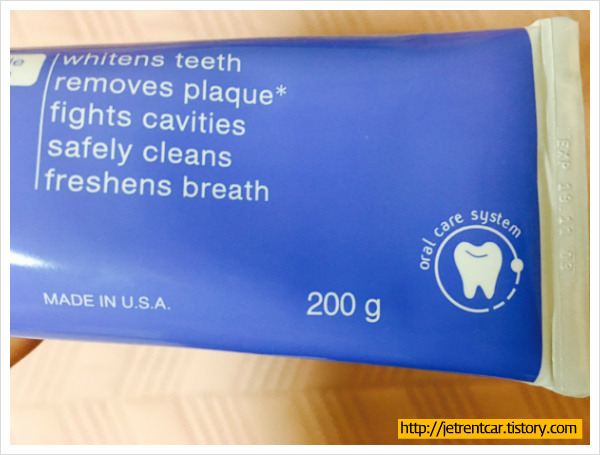 whitens teeth
removes plaque*
fights cavities
safely cleans
freshens breath
oral care system
MADE IN U.S.A.
200 g
http://jetrentcar.tistory.com